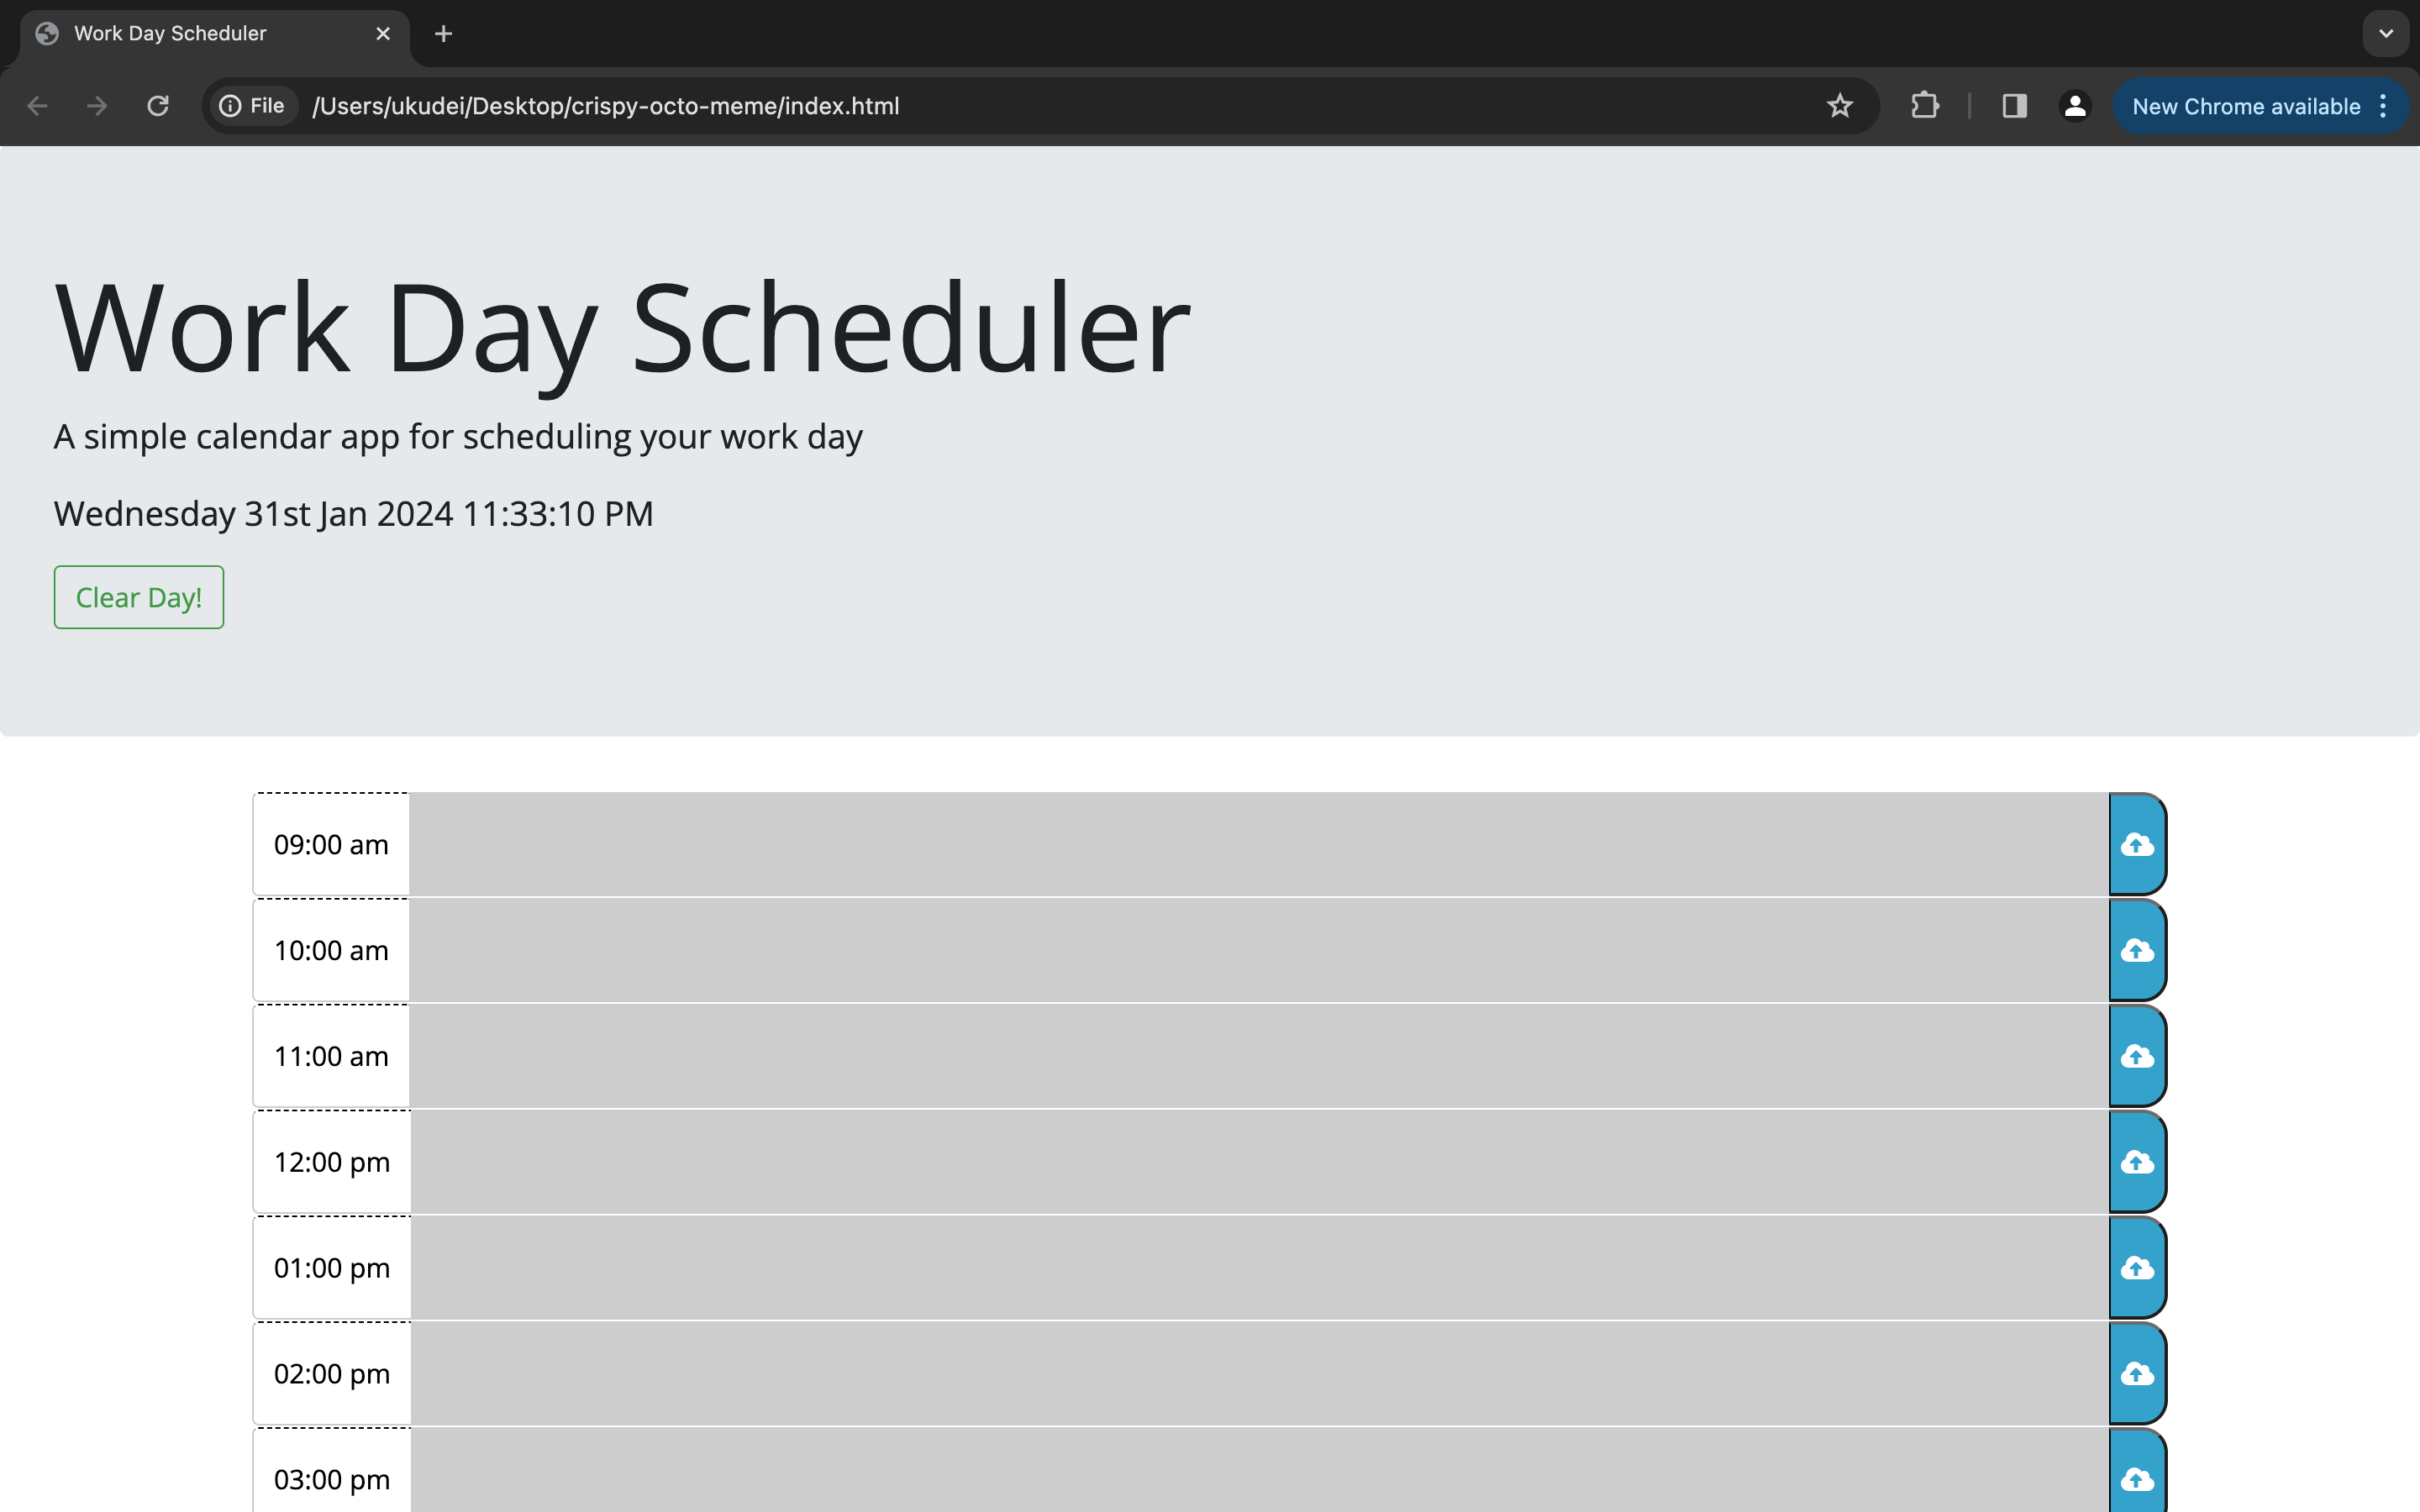 Work Day Scheduler
File /Users/ukudei/Desktop/crispy-octo-meme/index.html New Chrome available
Work Day Scheduler
A simple calendar app for scheduling your work day
Wednesday 31st Jan 2024 11:33:10 PM
Clear Day!
09:00 am
10:00 am
11:00 am
12:00 pm
01:00 pm
02:00 pm
03:00 pm